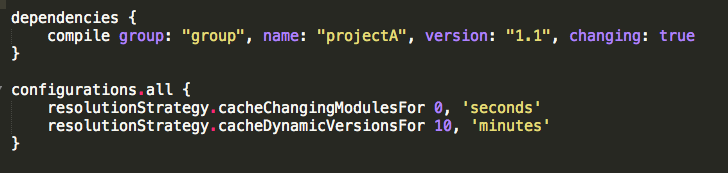 dependencies {
    compile group: "group", name: "projectA", version: "1.1", changing: true
}

configurations.all {
    resolutionStrategy.cacheChangingModulesFor 0, 'seconds'
    resolutionStrategy.cacheDynamicVersionsFor 10, 'minutes'
}